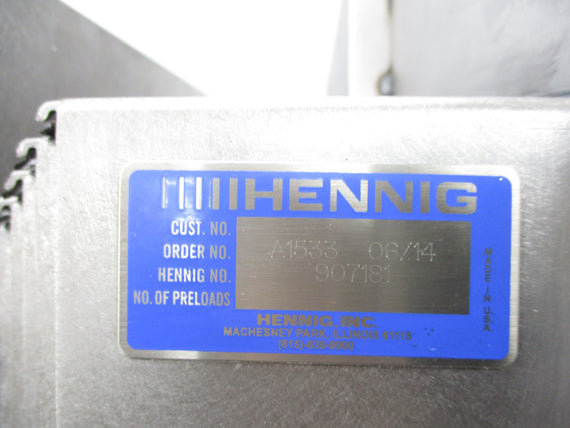 HENNIG
CUST. NO.
ORDER NO. A1533 06/14
HENNIG NO. 907181
NO. OF PRELOADS
HENNIG, INC.
MACHESNEY PARK, ILLINOIS
MADE IN USA